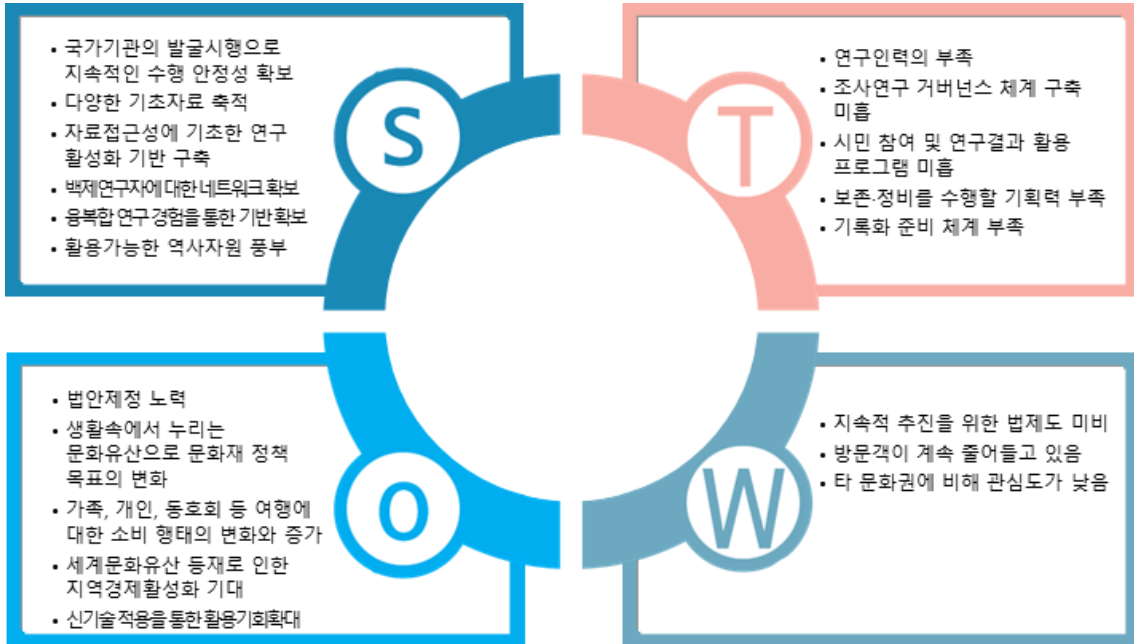 • 국가기관의 발굴시행으로
지속적인 수행 안정성 확보
• 다양한 기초자료 축적
• 자료접근성에 기초한 연구
활성화 기반 구축
• 백제연구자에 대한 네트워크 확보
• 융복합 연구 경험을 통한 기반 확보
• 활용가능한 역사자원 풍부
S
T
• 연구인력의 부족
• 조사연구 거버넌스 체계 구축
미흡
• 시민 참여 및 연구결과 활용
프로그램 미흡
• 보존·정비를 수행할 기획력 부족
• 기록화 준비 체계 부족
• 법안제정 노력
• 생활속에서 누리는
문화유산으로 문화재 정책
목표의 변화
• 가족, 개인, 동호회 등 여행에
대한 소비 행태의 변화와 증가
• 세계문화유산 등재로 인한
지역경제활성화 기대
• 신기술 적용을 통한 활용기회 확대
O
W
• 지속적 추진을 위한 법제도 미비
• 방문객이 계속 줄어들고 있음
• 타 문화권에 비해 관심도가 낮음